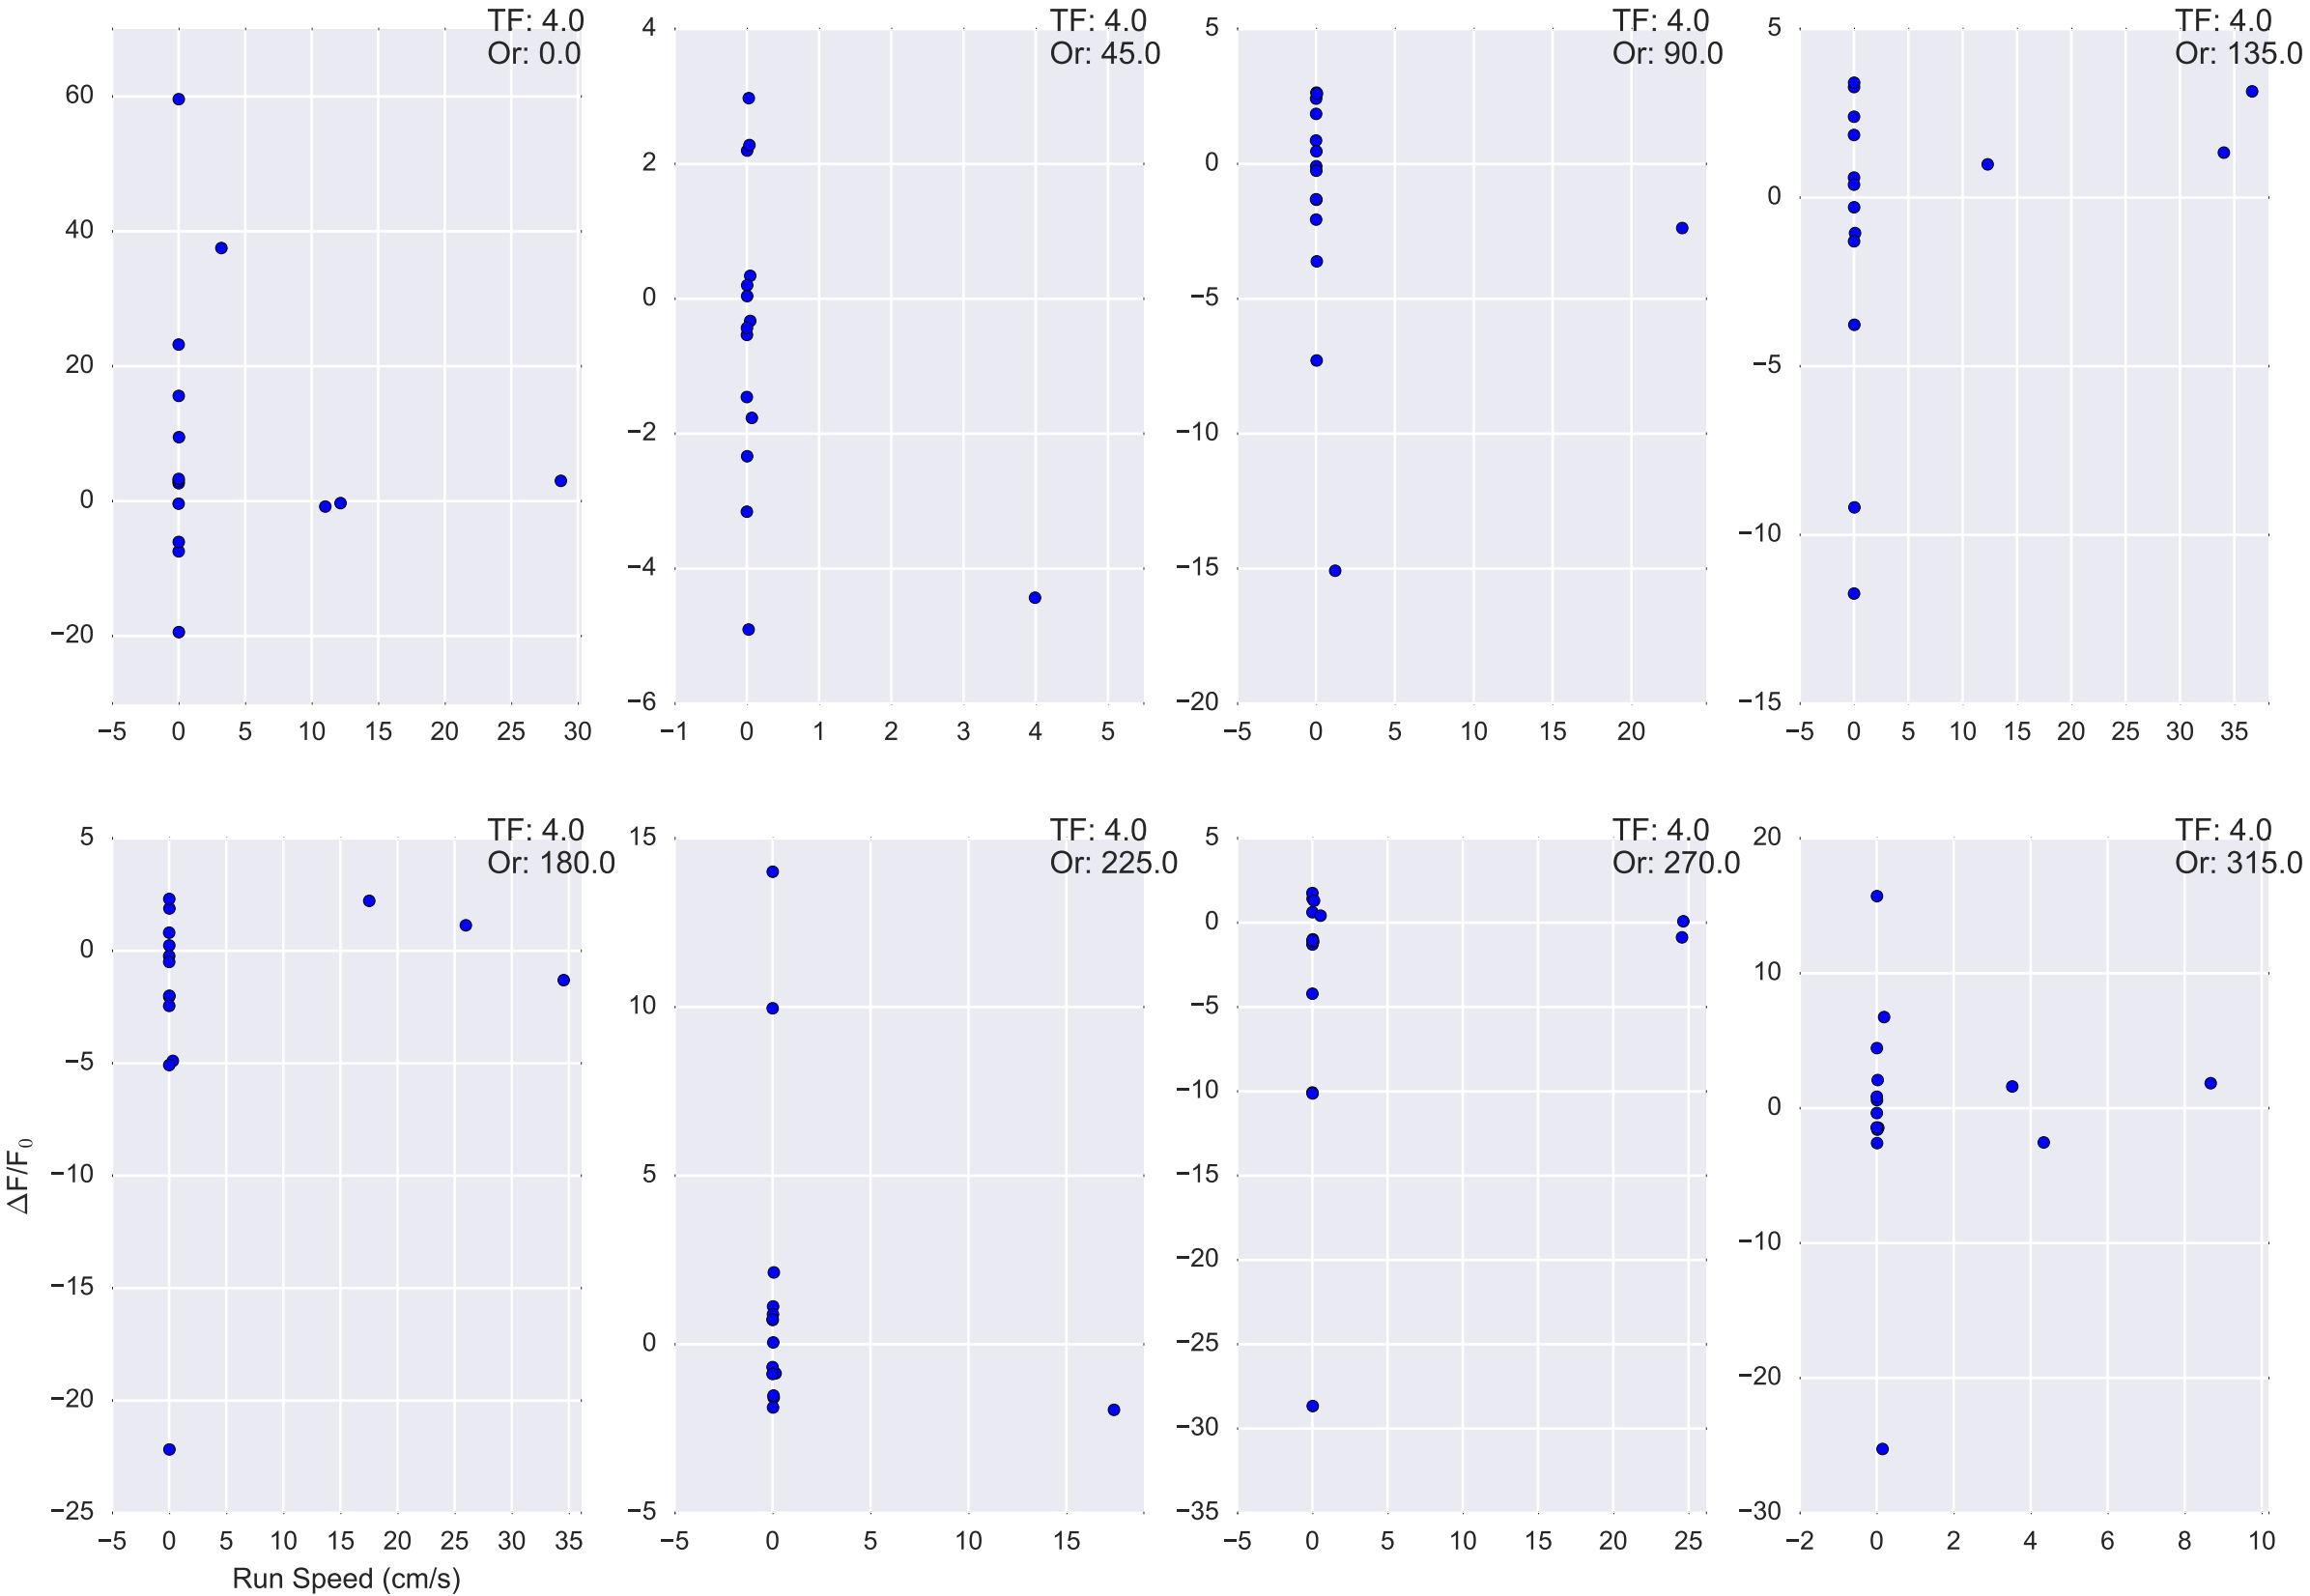 TF: 4.0
Or: 0.0
60
40
20
0
−20
−5 0 5 10 15 20 25 30
TF: 4.0
Or: 45.0
4
2
0
−2
−4
−6
−1 0 1 2 3 4 5
TF: 4.0
Or: 90.0
5
0
−5
−10
−15
−20
−5 0 5 10 15 20
TF: 4.0
Or: 135.0
5
0
−5
−10
−15
−5 0 5 10 15 20 25 30 35
TF: 4.0
Or: 180.0
5
0
−5
−10
−15
−20
−25
−5 0 5 10 15 20 25 30 35
Run Speed (cm/s)
ΔF/F0
TF: 4.0
Or: 225.0
15
10
5
0
−5
−5 0 5 10 15
TF: 4.0
Or: 270.0
5
0
−5
−10
−15
−20
−25
−30
−35
−5 0 5 10 15 20 25
TF: 4.0
Or: 315.0
20
10
0
−10
−20
−30
−2 0 2 4 6 8 10